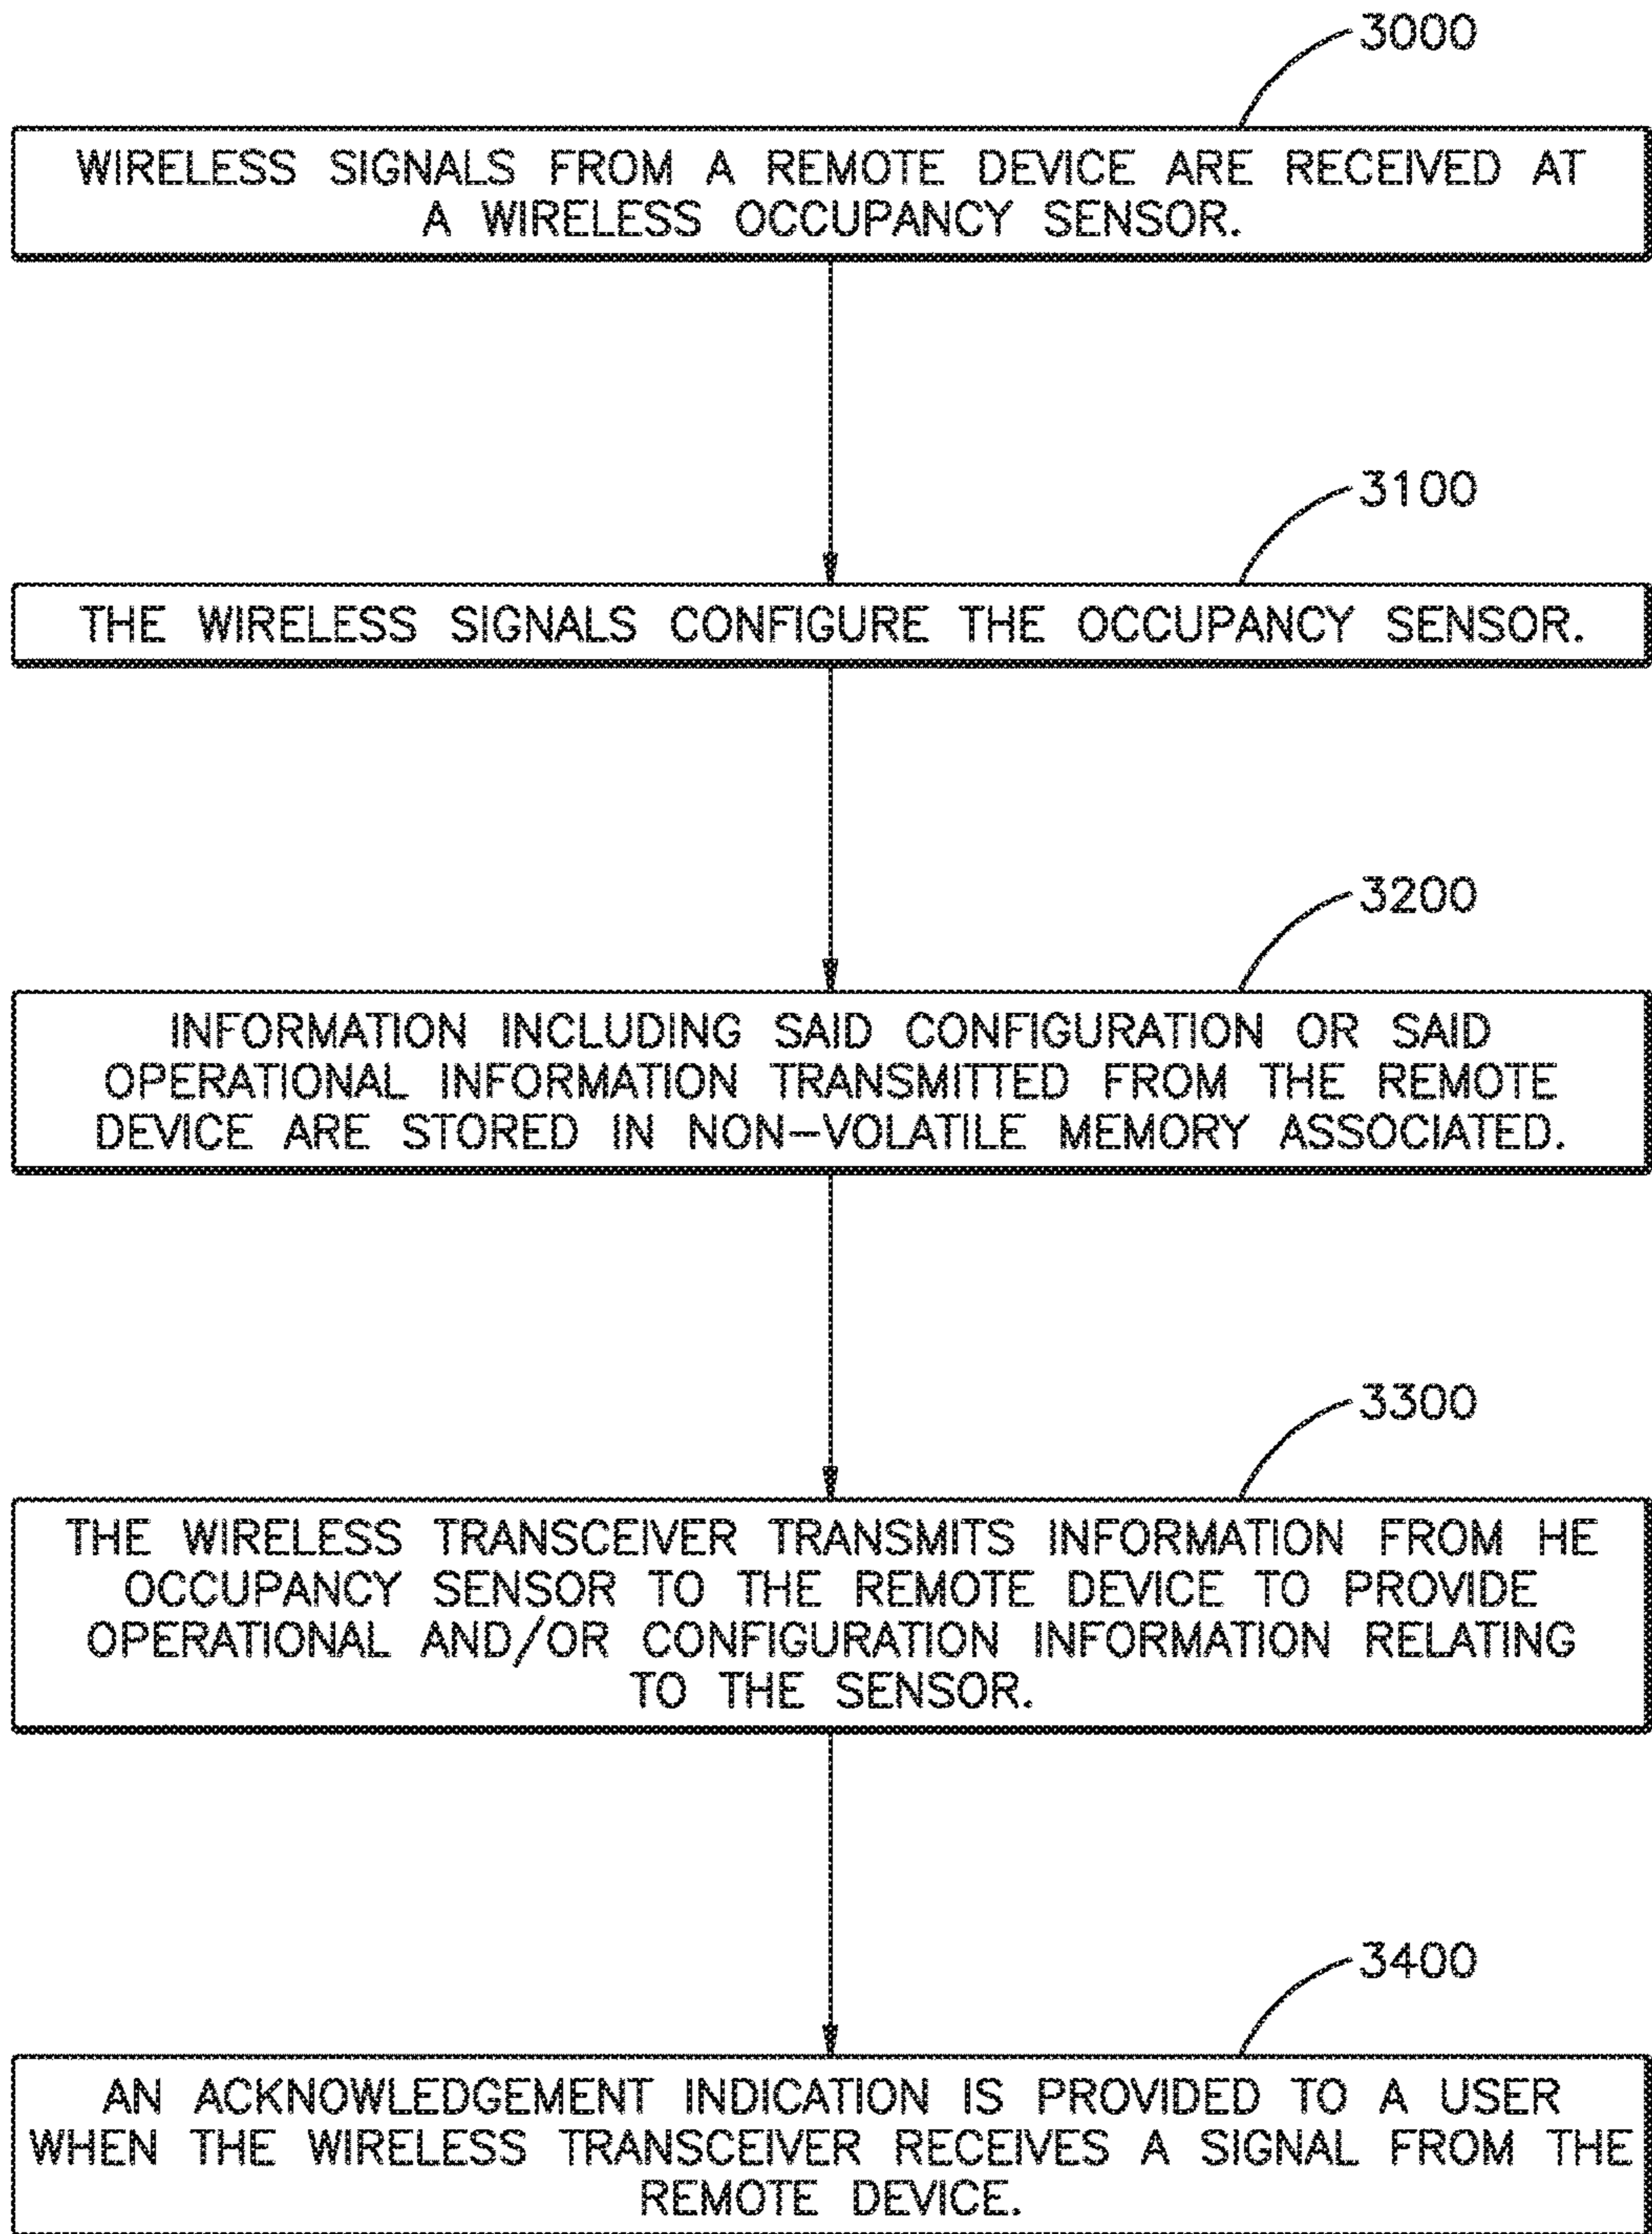 3000
WIRELESS SIGNALS FROM A REMOTE DEVICE ARE RECEIVED AT
A WIRELESS OCCUPANCY SENSOR.
3100
THE WIRELESS SIGNALS CONFIGURE THE OCCUPANCY SENSOR.
3200
INFORMATION INCLUDING SAID CONFIGURATION OR SAID
OPERATIONAL INFORMATION TRANSMITTED FROM THE REMOTE
DEVICE ARE STORED IN NON-VOLATILE MEMORY ASSOCIATED.
3300
THE WIRELESS TRANSCEIVER TRANSMITS INFORMATION FROM HE
OCCUPANCY SENSOR TO THE REMOTE DEVICE TO PROVIDE
OPERATIONAL AND/OR CONFIGURATION INFORMATION RELATING
TO THE SENSOR.
3400
AN ACKNOWLEDGEMENT INDICATION IS PROVIDED TO A USER
WHEN THE WIRELESS TRANSCEIVER RECEIVES A SIGNAL FROM THE
REMOTE DEVICE.